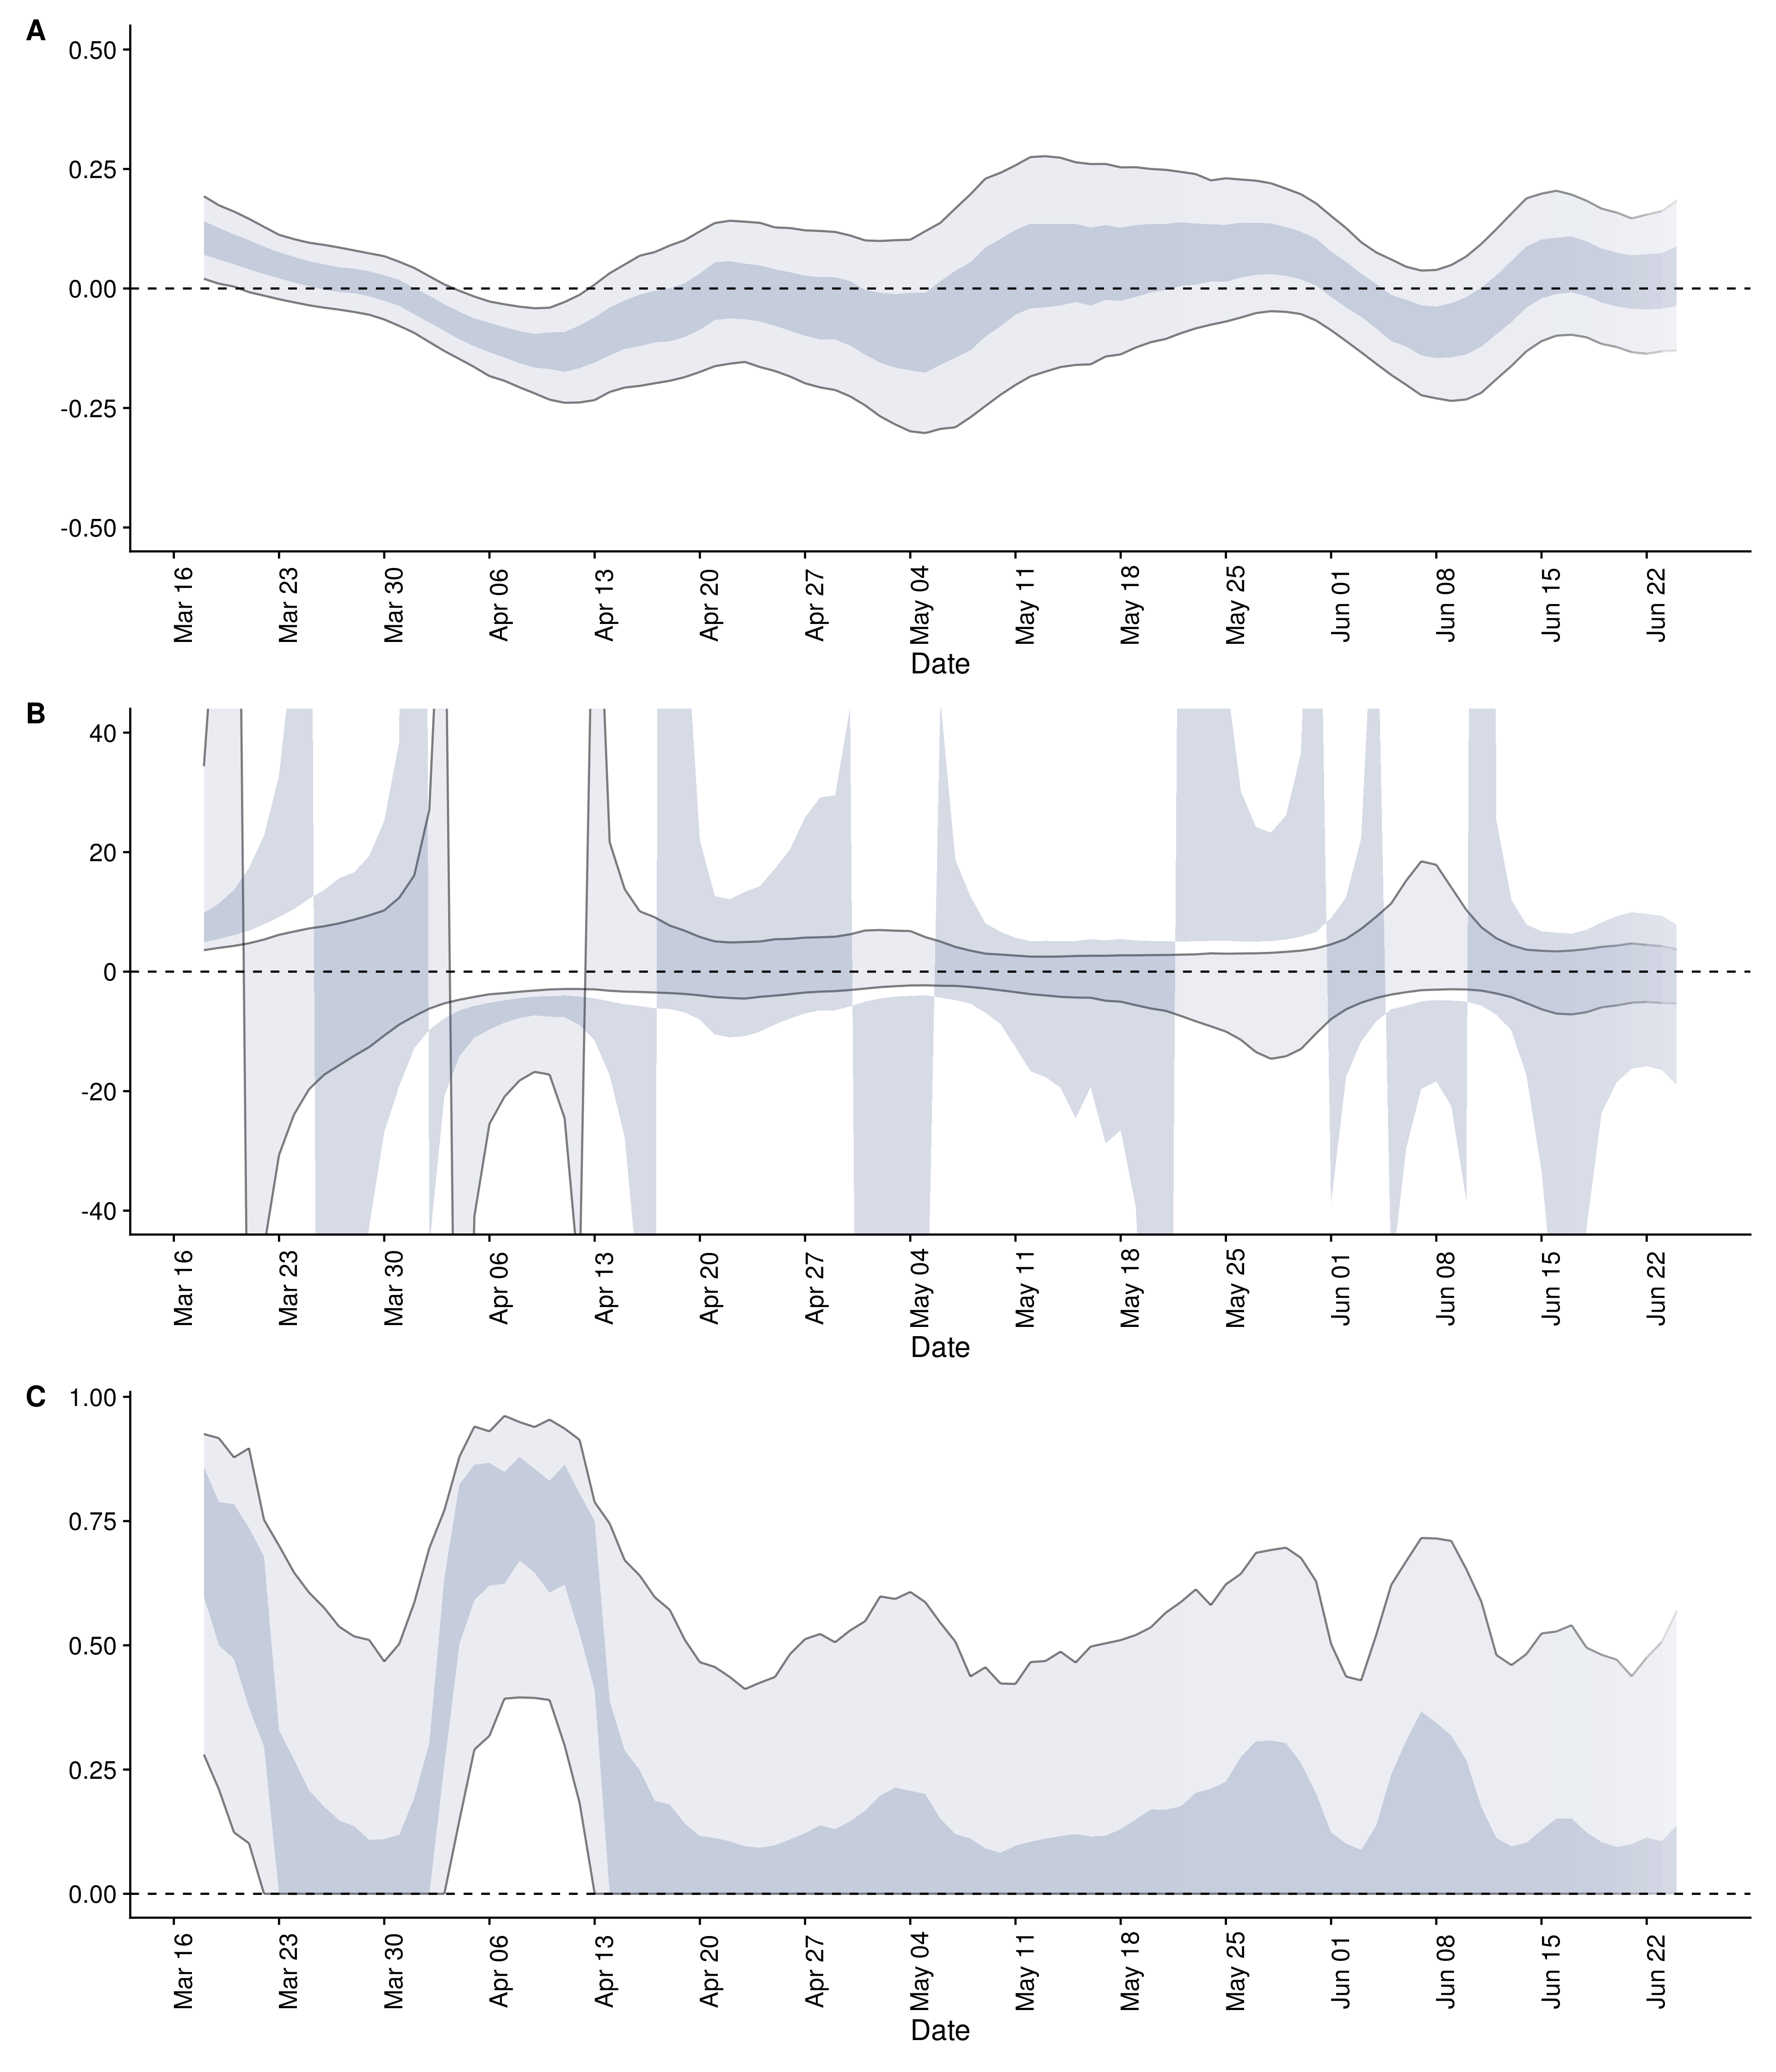 A
0.50
0.25
0.00
-0.25
-0.50
Mar 16
Mar 23
Mar 30
Apr 06
Apr 13
Apr 20
Apr 27
May 04
May 11
May 18
May 25
Jun 01
Jun 08
Jun 15
Jun 22
Date
B
40
20
0
-20
-40
Mar 16
Mar 23
Mar 30
Apr 06
Apr 13
Apr 20
Apr 27
May 04
May 11
May 18
May 25
Jun 01
Jun 08
Jun 15
Jun 22
Date
C
1.00
0.75
0.50
0.25
0.00
Mar 16
Mar 23
Mar 30
Apr 06
Apr 13
Apr 20
Apr 27
May 04
May 11
May 18
May 25
Jun 01
Jun 08
Jun 15
Jun 22
Date